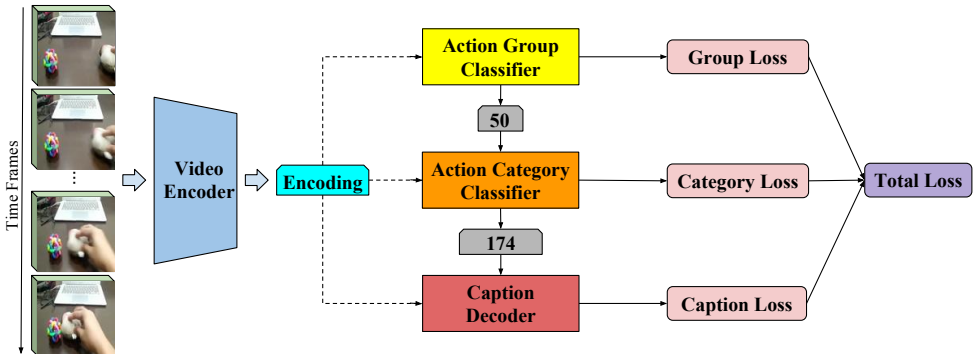 Time Frames
...
Video
Encoder
Encoding
Action Group
Classifier
50
Action Category
Classifier
174
Caption
Decoder
Group Loss
Category Loss
Caption Loss
Total Loss